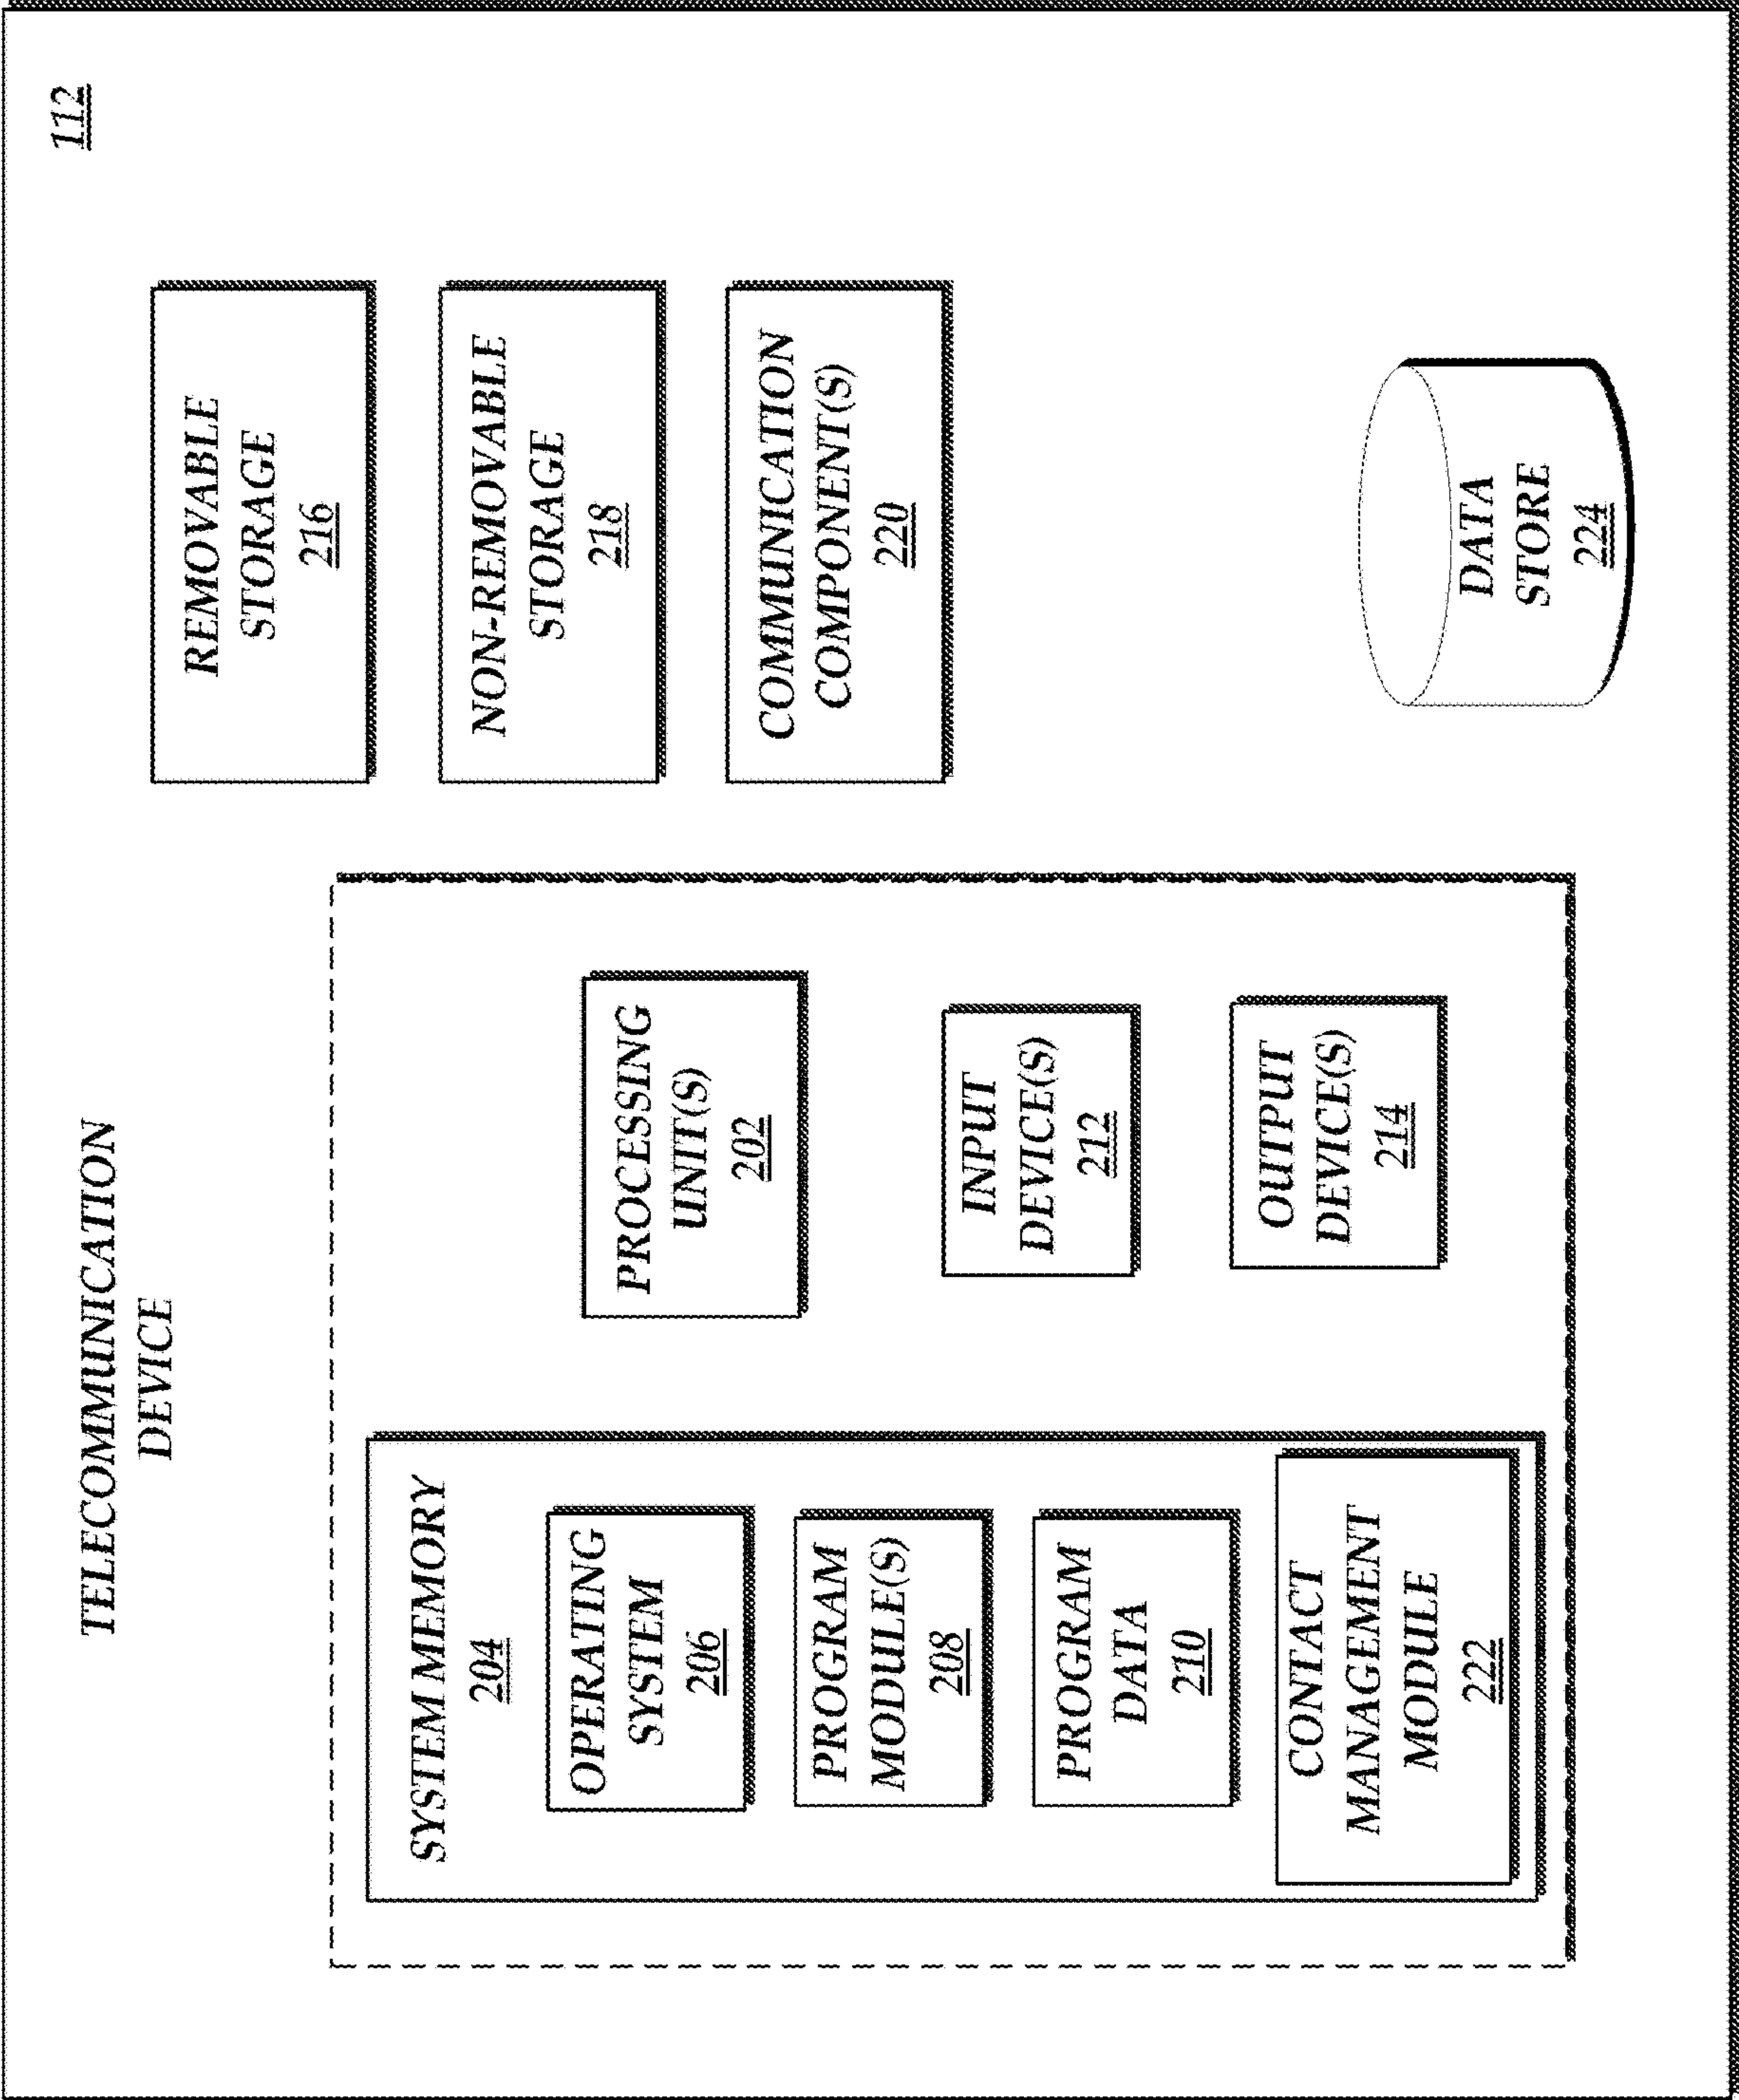 TELECOMMUNICATION
DEVICE
112
SYSTEM MEMORY
204
OPERATING
SYSTEM
206
PROGRAM
MODULE(S)
208
PROGRAM
DATA
210
CONTACT
MANAGEMENT
MODULE
222
PROCESSING
UNIT(S)
202
INPUT
DEVICE(S)
212
OUTPUT
DEVICE(S)
214
REMOVABLE
STORAGE
216
NON-REMOVABLE
STORAGE
218
COMMUNICATION
COMPONENT(S)
220
DATA
STORE
224